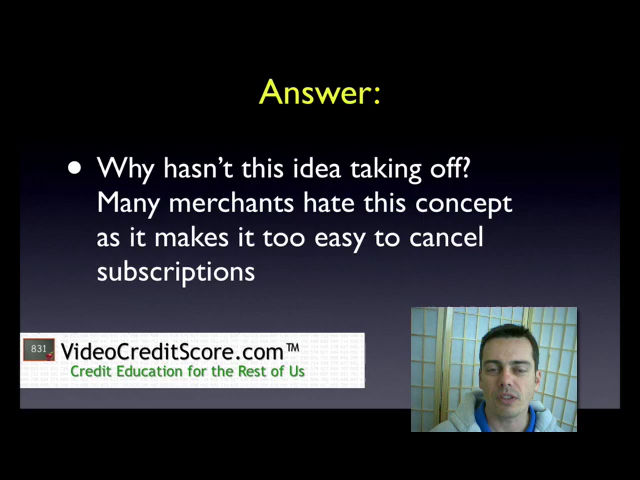 Answer:
• Why hasn't this idea taking off?
Many merchants hate this concept
as it makes it too easy to cancel
subscriptions
831
VideoCreditScore.com™
Credit Education for the Rest of Us